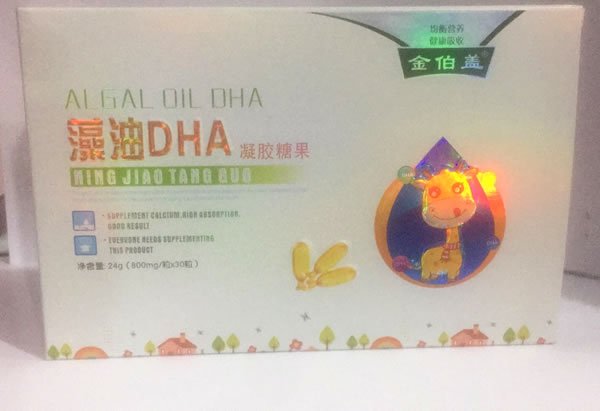 均衡营养
健康吸收
金伯盖
ALGAL OIL DHA
藻油DHA 凝胶糖果
NING JIAO TANG GUO
· SUPPLEMENT CALCIUM, HIGH ABSORPTION,
GOOD RESULT
· EVERYONE NEEDS SUPPLEMENTING
THIS PRODUCT
净含量: 24g (800mg/粒x30粒)
DHA